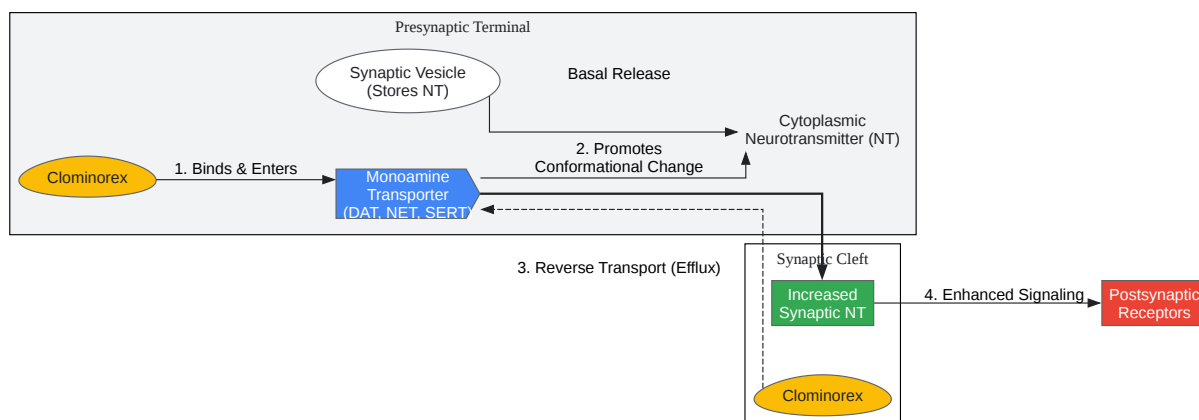 Presynaptic Terminal
Synaptic Vesicle
(Stores NT)
Basal Release
Cytoplasmic
Neurotransmitter (NT)
2. Promotes
Conformational Change
1. Binds & Enters
Clominorex
Monoamine
Transporter
(DAT, NET, SERT)
3. Reverse Transport (Efflux)
Synaptic Cleft
Increased
Synaptic NT
4. Enhanced Signaling
Postsynaptic
Receptors
Clominorex